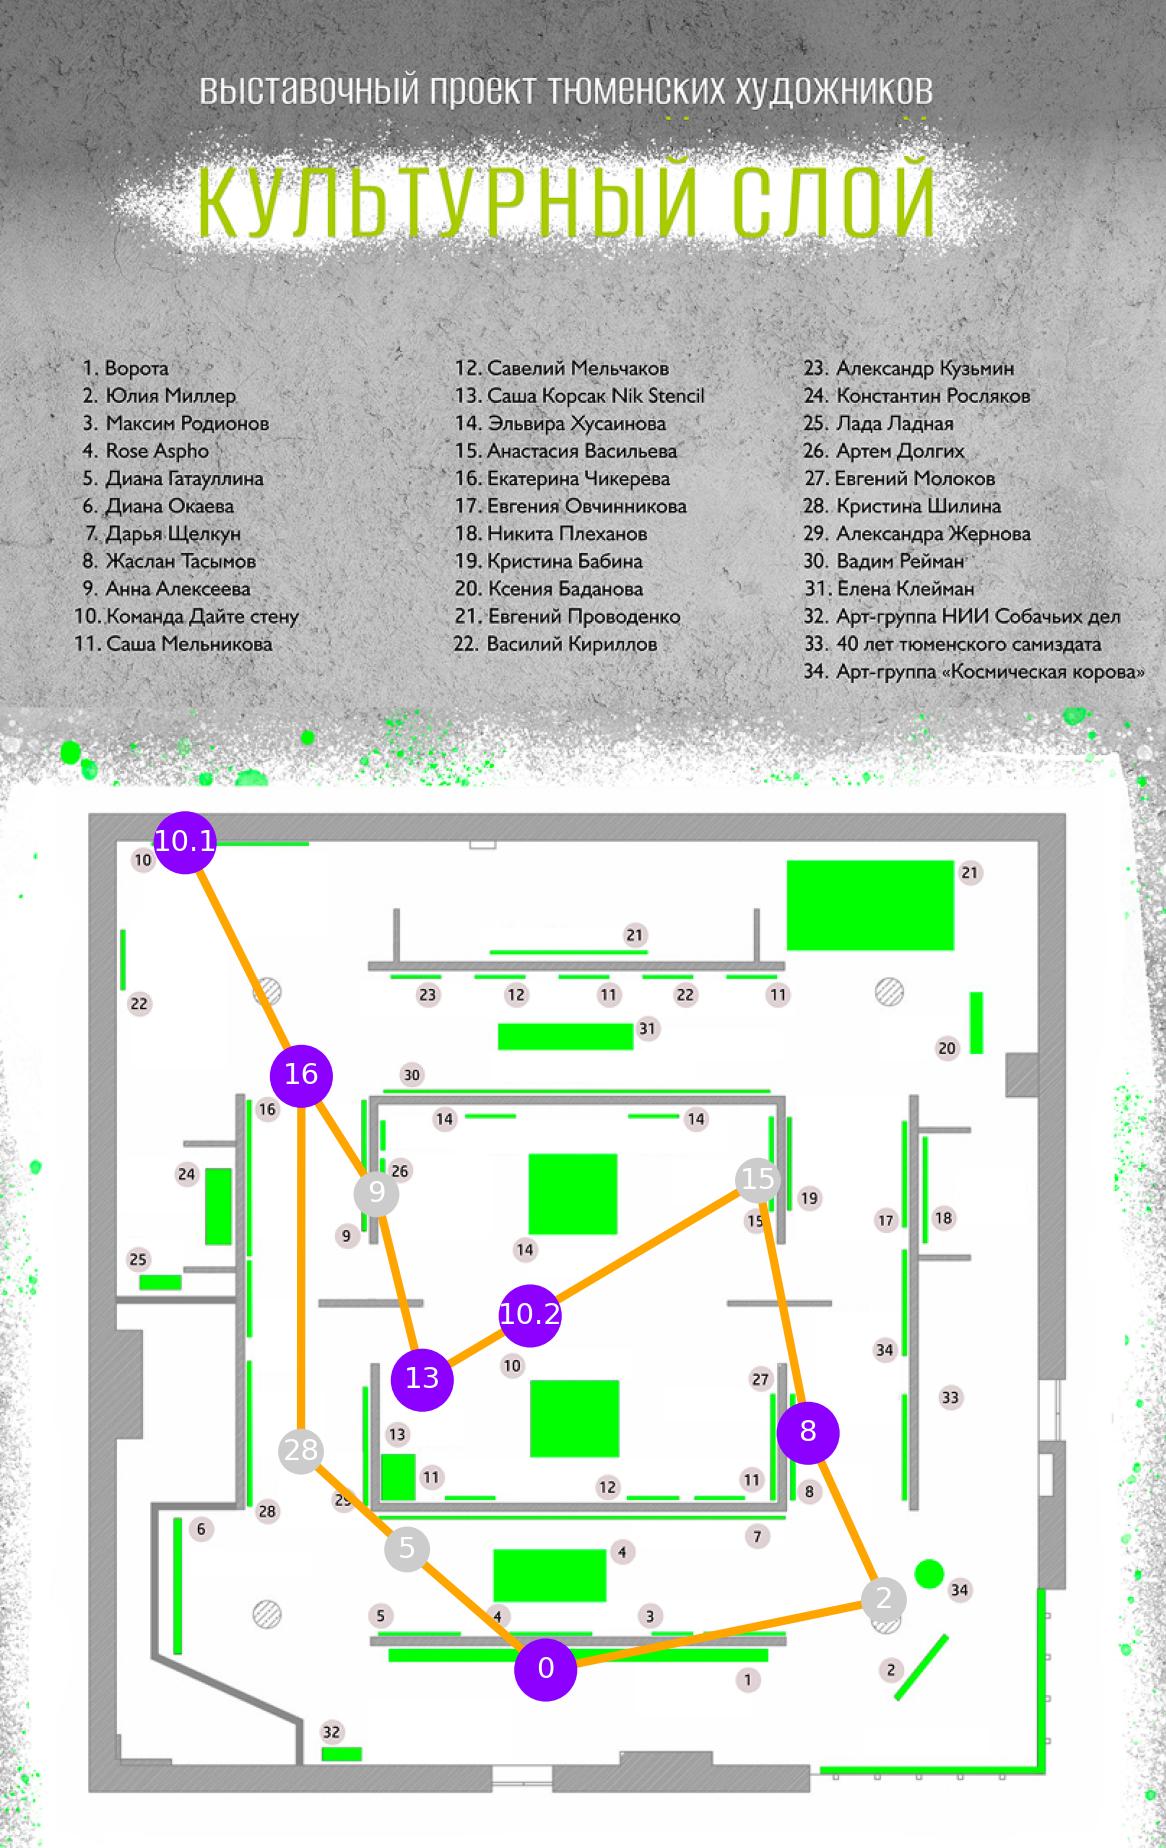 выставочный проект тюменских художников
КУЛЬТУРНЫЙ СЛОЙ
1. Ворота
2. Юлия Миллер
3. Максим Родионов
4. Rose Aspho
5. Диана Гатауллина
6. Диана Окаева
7. Дарья Щелкун
8. Жаслан Тасымов
9. Анна Алексеева
10. Команда Дайте стену
11. Саша Мельникова
12. Савелий Мельчаков
13. Саша Корсак Nik Stencil
14. Эльвира Хусаинова
15. Анастасия Васильева
16. Екатерина Чикерева
17. Евгения Овчинникова
18. Никита Плеханов
19. Кристина Бабина
20. Ксения Баданова
21. Евгений Проводенко
22. Василий Кириллов
23. Александр Кузьмин
24. Константин Росляков
25. Лада Ладная
26. Артем Долгих
27. Евгений Молоков
28. Кристина Шилина
29. Александра Жернова
30. Вадим Рейман
31. Елена Клейман
32. Арт-группа НИИ Собачьих дел
33. 40 лет тюменского самиздата
34. Арт-группа «Космическая корова»
10.1
10
21
21
22
23 12 11 22 11
31
20
16
30
16
14 14
24
26
15
9
19
9
15
17 18
14
25
10.2
34
10
27
13
33
13
8
28
11
12
11
8
29
28
6
7
5
4
34
2
5
4
3
0
2
1
32